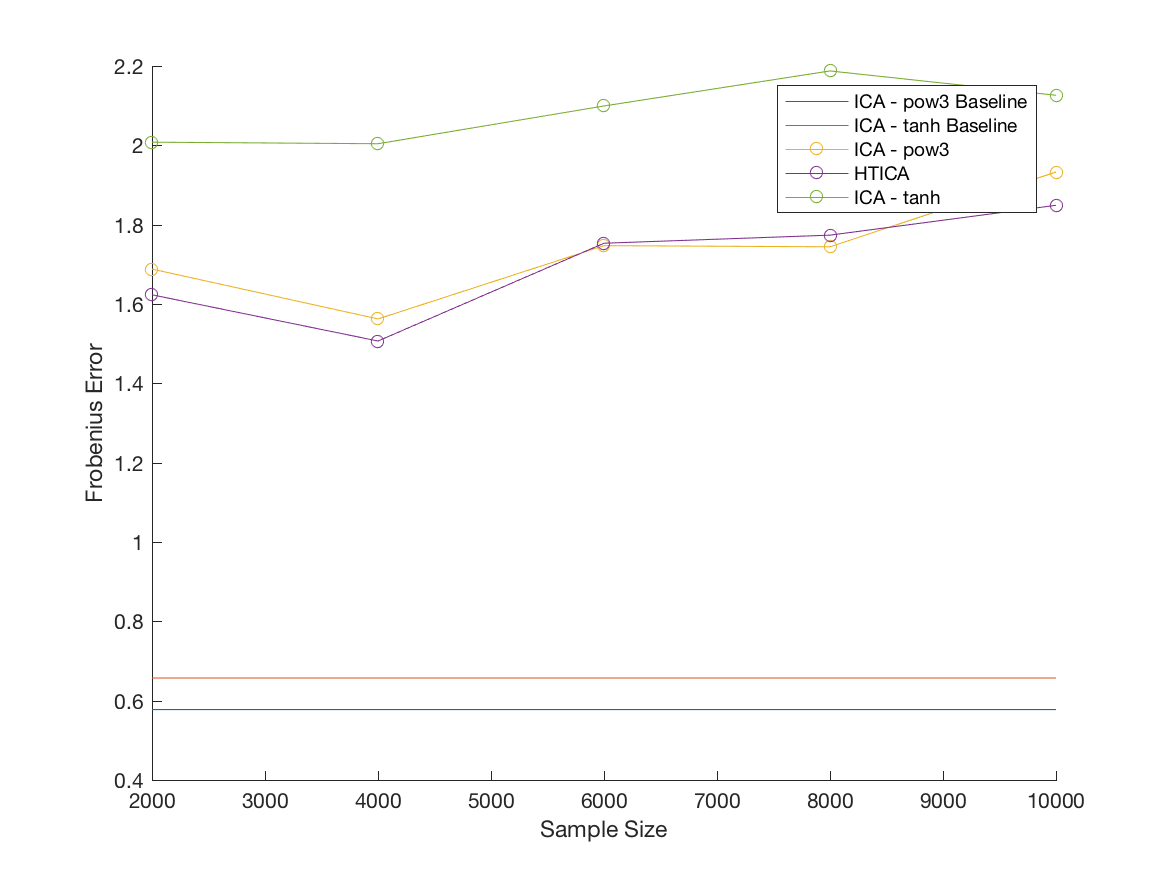 2.2
2
1.8
1.6
1.4
1.2
1
0.8
0.6
0.4
Frobenius Error
ICA - pow3 Baseline
ICA - tanh Baseline
ICA - pow3
HTICA
ICA - tanh
2000 3000 4000 5000 6000 7000 8000 9000 10000
Sample Size